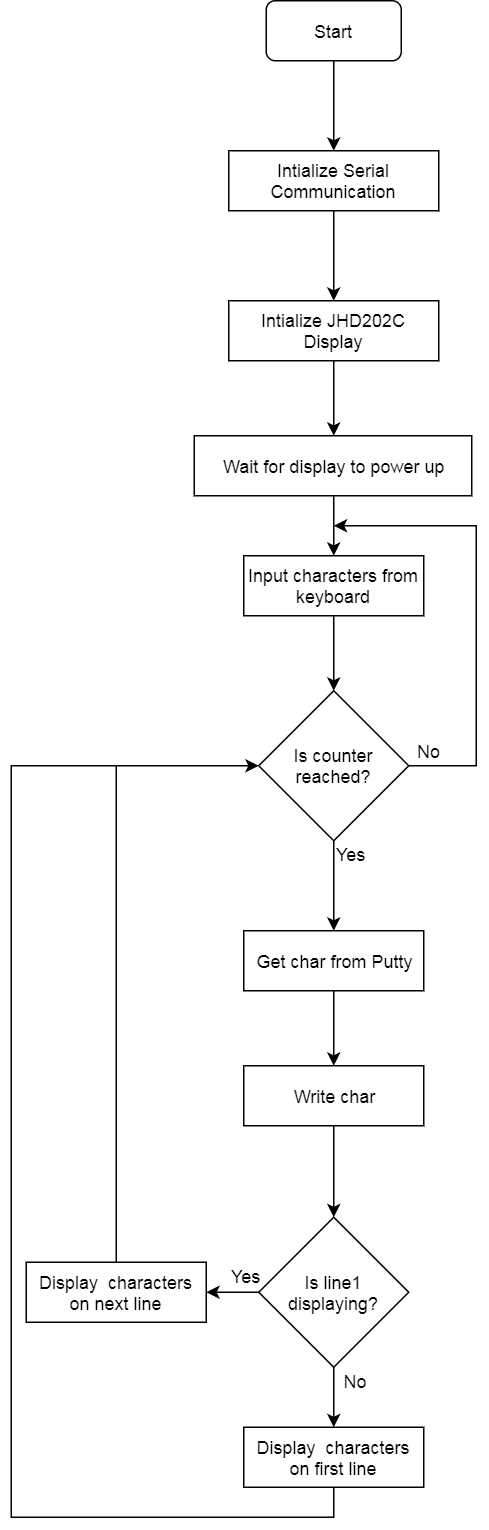 Start
Intialize Serial
Communication
Intialize JHD202C
Display
Wait for display to power up
Input characters from
keyboard
Is counter
reached?
No
Yes
Get char from Putty
Write char
Is line1
displaying?
Yes
Display  characters
on next line
No
Display  characters
on first line